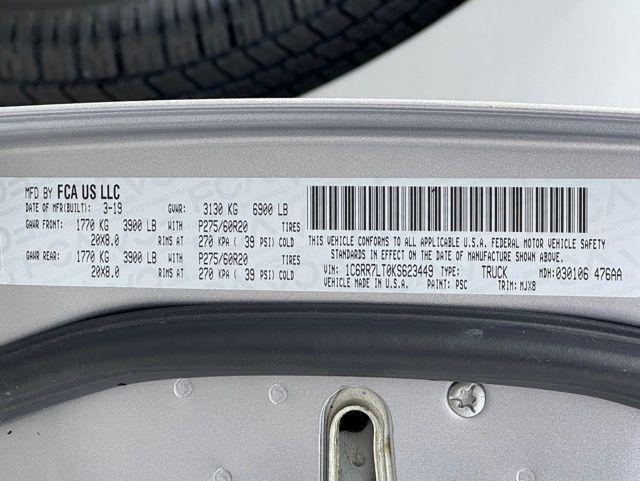 MFD BY FCA US LLC
DATE OF MFR(BUILT): 3-19 GVWR: 3130 KG 6900 LB
GAWR FRONT: 1770 KG 3900 LB WITH P275/60R20 TIRES
20X8.0 RIMS AT 270 KPA ( 39 PSI) COLD
GAWR REAR: 1770 KG 3900 LB WITH P275/60R20 TIRES
20X8.0 RIMS AT 270 KPA ( 39 PSI) COLD
THIS VEHICLE CONFORMS TO ALL APPLICABLE U.S.A. FEDERAL MOTOR VEHICLE SAFETY
STANDARDS IN EFFECT ON THE DATE OF MANUFACTURE SHOWN ABOVE.
VIN: 1C6RR7LT0KS623449 TYPE: TRUCK MDH:030106 476AA
VEHICLE MADE IN U.S.A. PAINT: PSC TRIM: MJX8